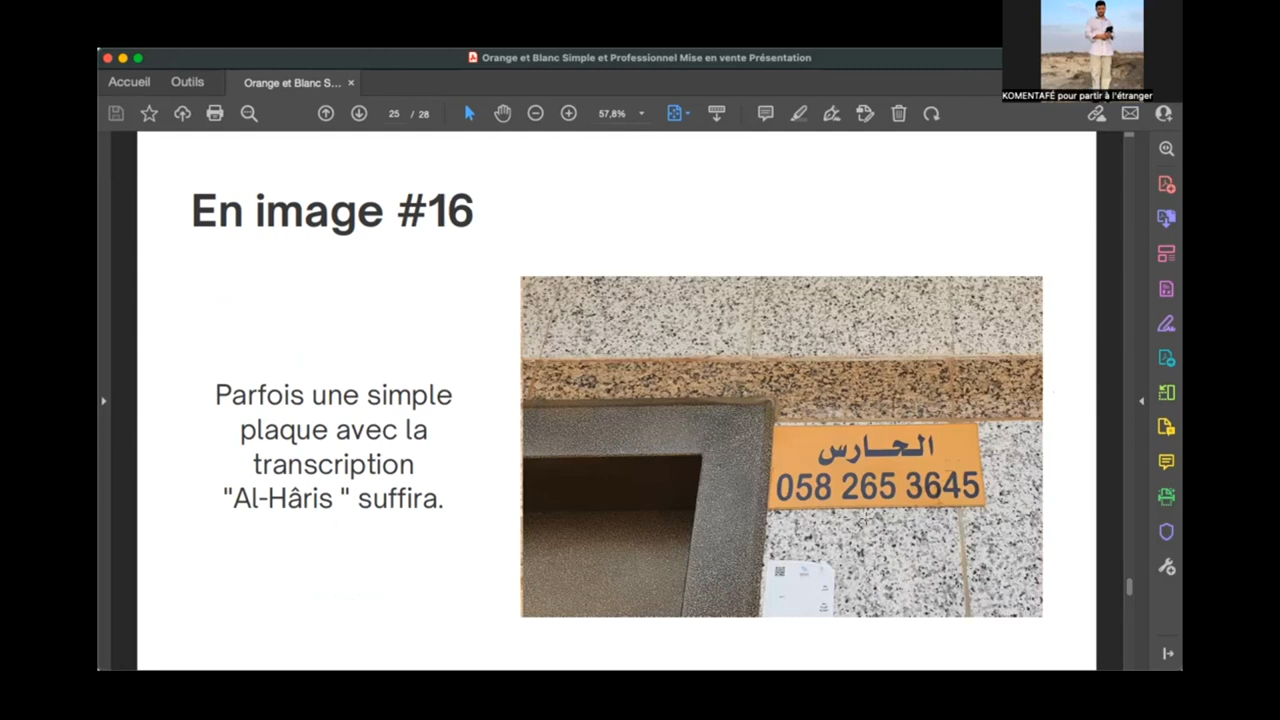 Orange et Blanc Simple et Professionnel Mise en vente Présentation
KOMENTAFÉ pour partir à l'étranger
Accueil Outils Orange et Blanc S... ×
25 / 28 57,8%
En image #16
Parfois une simple
plaque avec la
transcription
"Al-Hâris " suffira.
الحارس
058 265 3645